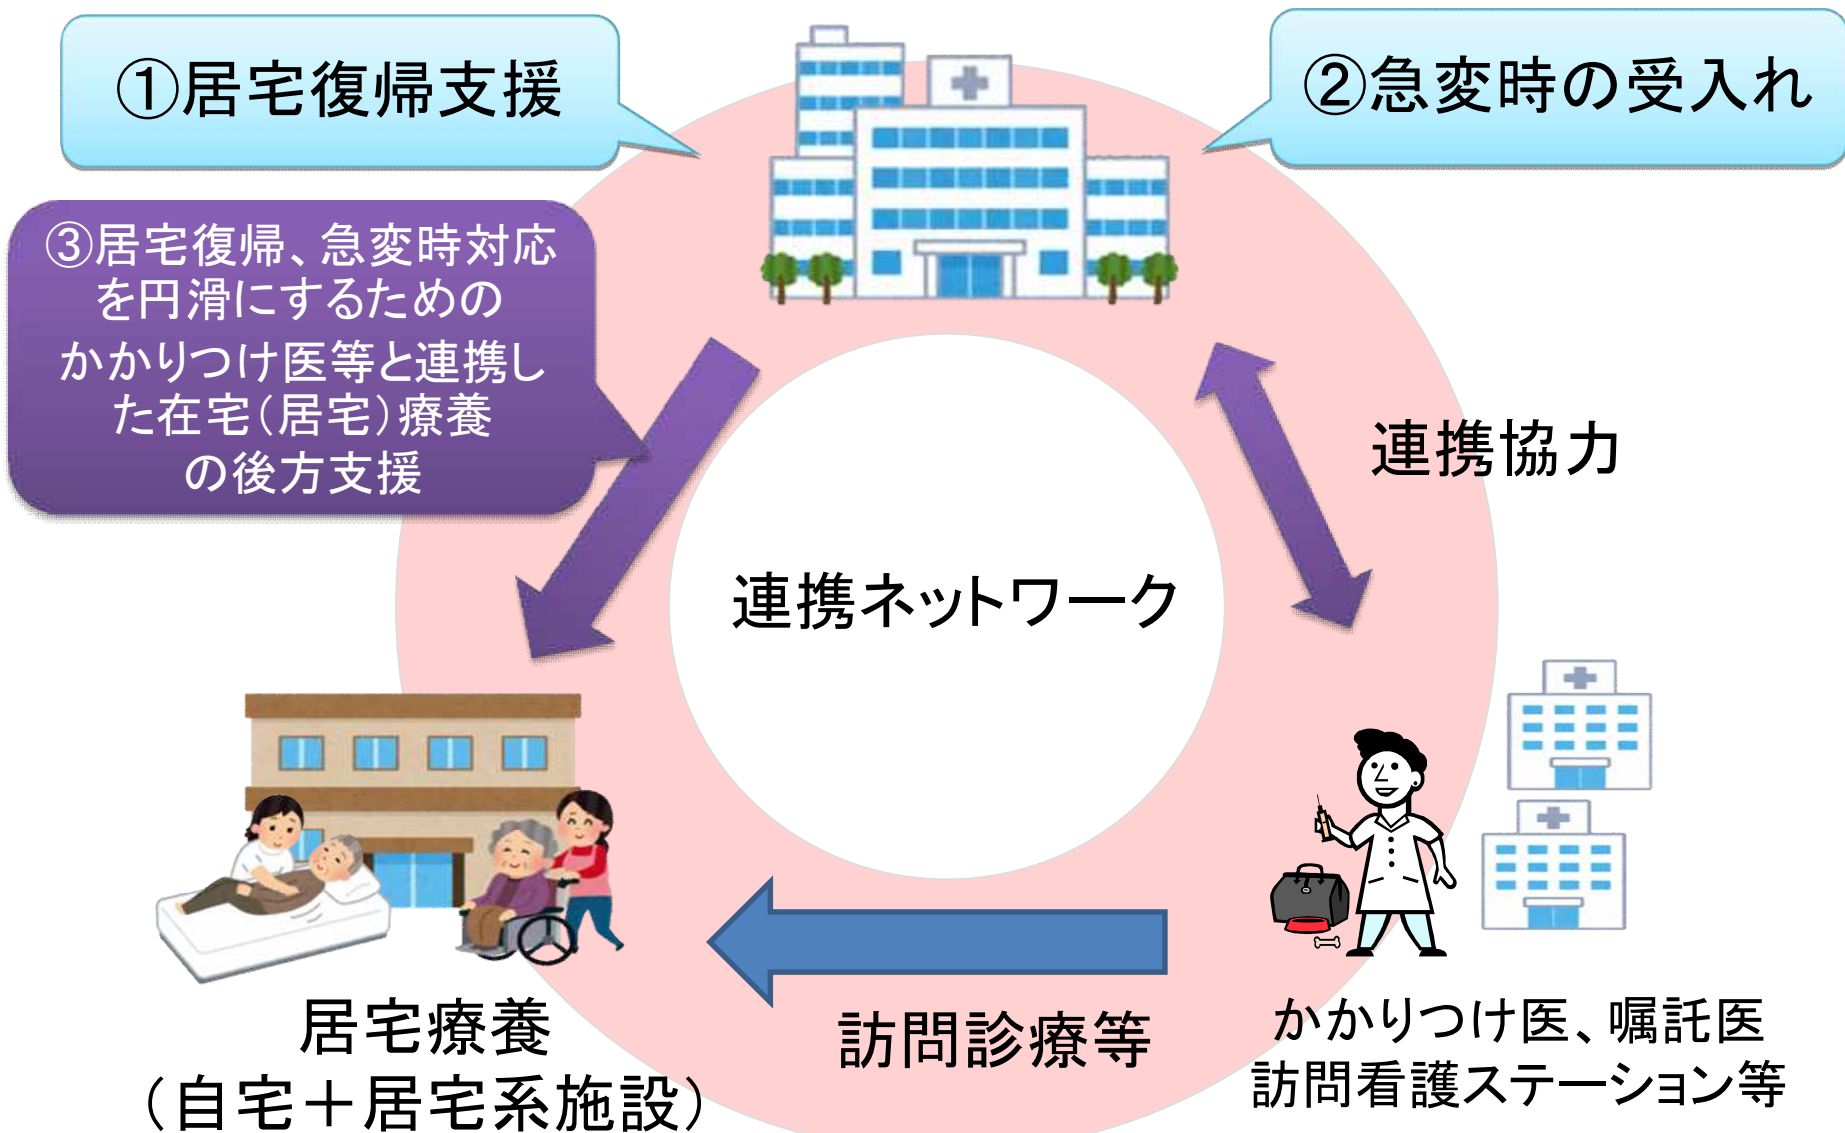 ①居宅復帰支援
②急変時の受入れ
③居宅復帰、急変時対応
を円滑にするための
かかりつけ医等と連携し
た在宅(居宅)療養
の後方支援
連携協力
連携ネットワーク
居宅療養
(自宅+居宅系施設)
訪問診療等
かかりつけ医、嘱託医
訪問看護ステーション等